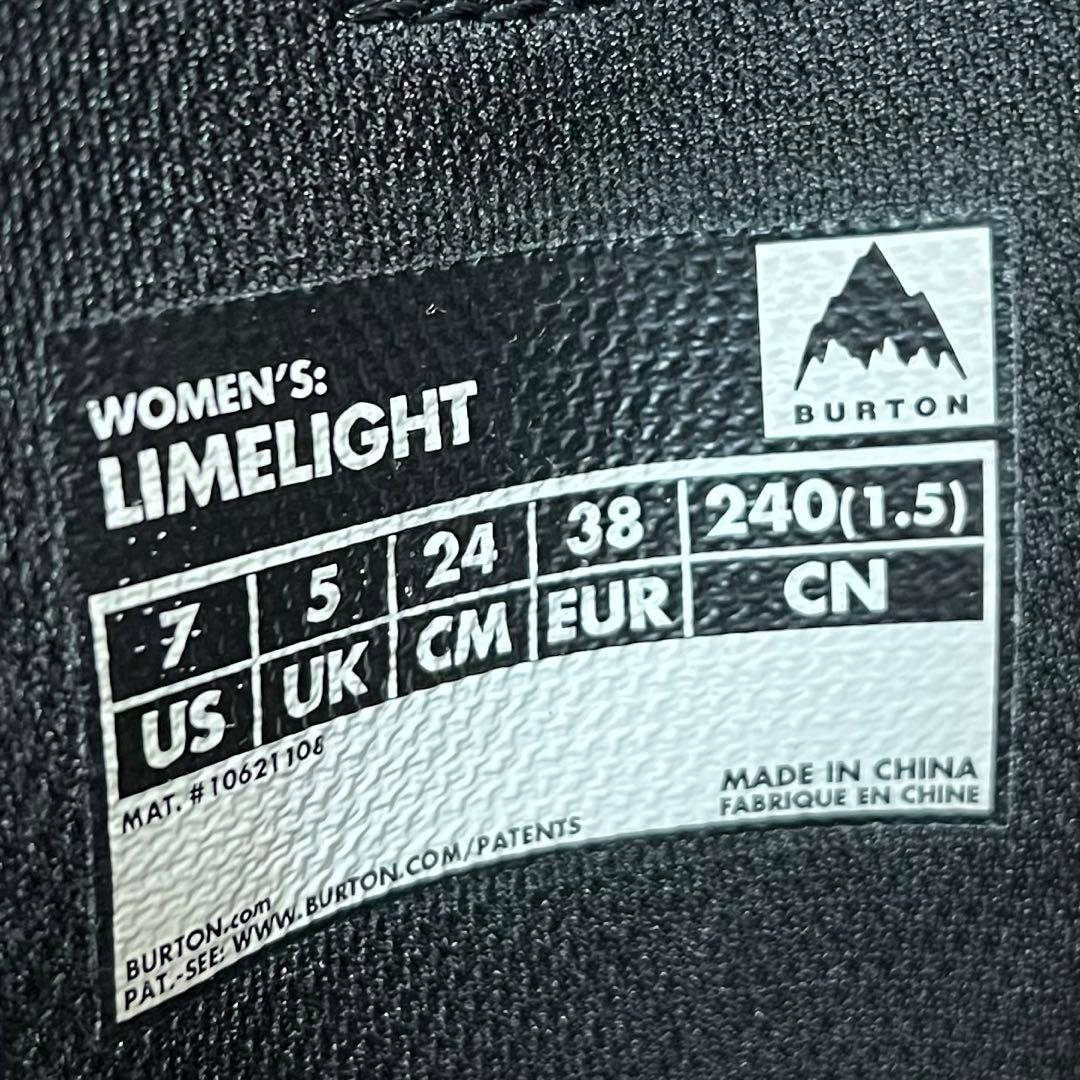 BURTON
WOMEN'S:
LIMELIGHT
7 5 24 38 240(1.5)
US UK CM EUR CN
MAT. #10621108
MADE IN CHINA
FABRIQUE EN CHINE
BURTON.com
PAT.-SEE: WWW.BURTON.COM/PATENTS